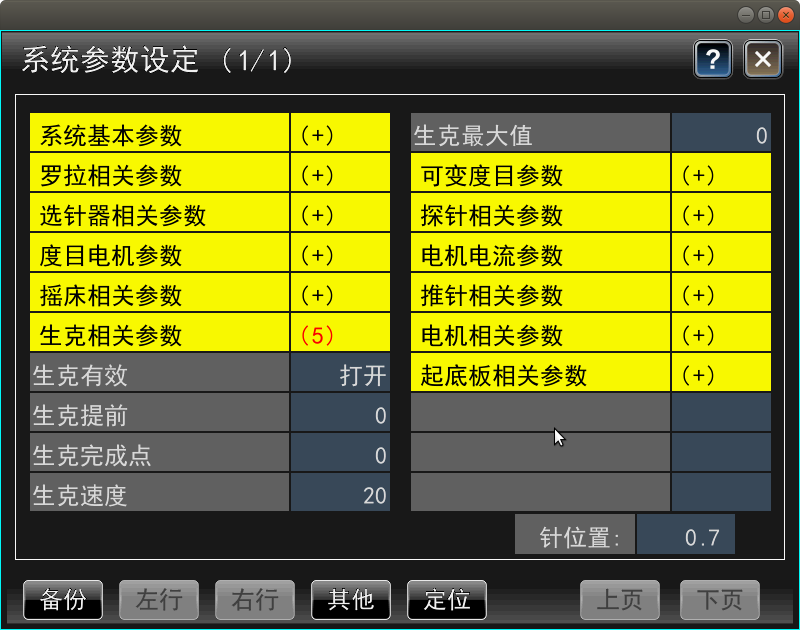 系统参数设定 (1/1)
?
系统基本参数 (+)
罗拉相关参数 (+)
选针器相关参数 (+)
度目电机参数 (+)
摇床相关参数 (+)
生克相关参数 (5)
生克有效 打开
生克提前 0
生克完成点 0
生克速度 20
生克最大值 0
可变度目参数 (+)
探针相关参数 (+)
电机电流参数 (+)
推针相关参数 (+)
电机相关参数 (+)
起底板相关参数 (+)
针位置: 0.7
备份 左行 右行 其他 定位 上页 下页